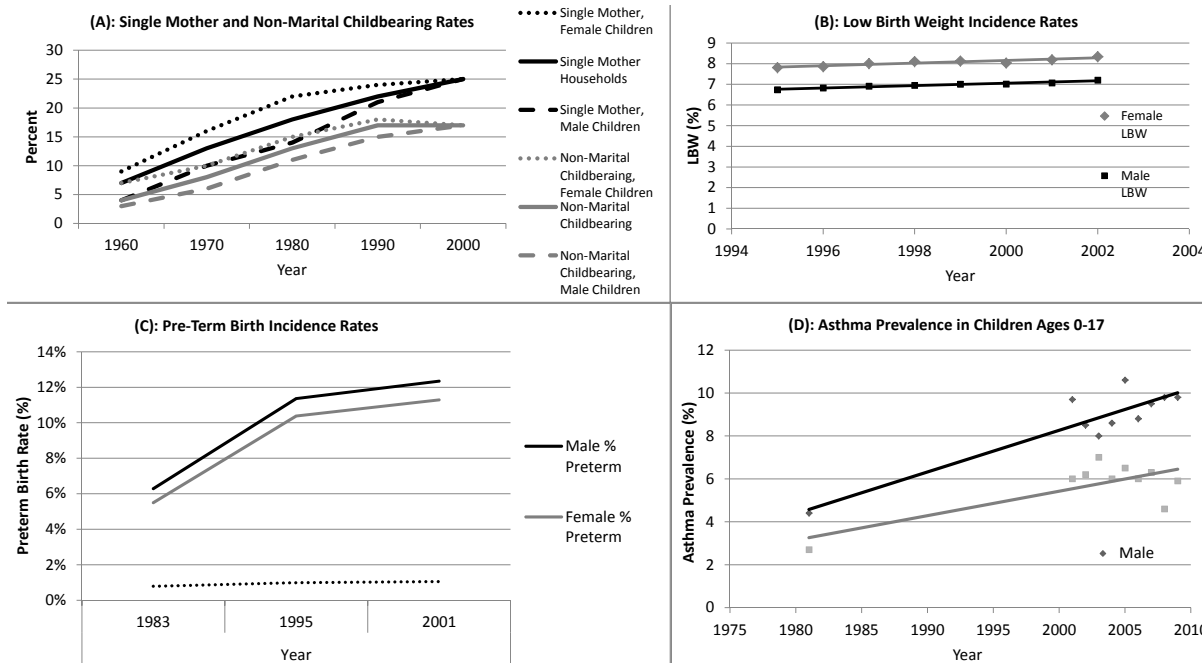 (A): Single Mother and Non-Marital Childbearing Rates
Percent
30
25
20
15
10
5
0
1960 1970 1980 1990 2000
Year
Single Mother,
Female Children
Single Mother
Households
Single Mother,
Male Children
Non-Marital
Childberaing,
Female Children
Non-Marital
Childbearing
Non-Marital
Childbearing,
Male Children
(B): Low Birth Weight Incidence Rates
LBW (%)
9
8
7
6
5
4
3
2
1
0
1994 1996 1998 2000 2002 2004
Year
Female
LBW
Male
LBW
(C): Pre-Term Birth Incidence Rates
Preterm Birth Rate (%)
14%
12%
10%
8%
6%
4%
2%
0%
1983 1995 2001
Year
Male %
Preterm
Female %
Preterm
(D): Asthma Prevalence in Children Ages 0-17
Asthma Prevalence (%)
12
10
8
6
4
2
0
1975 1980 1985 1990 1995 2000 2005 2010
Year
Male